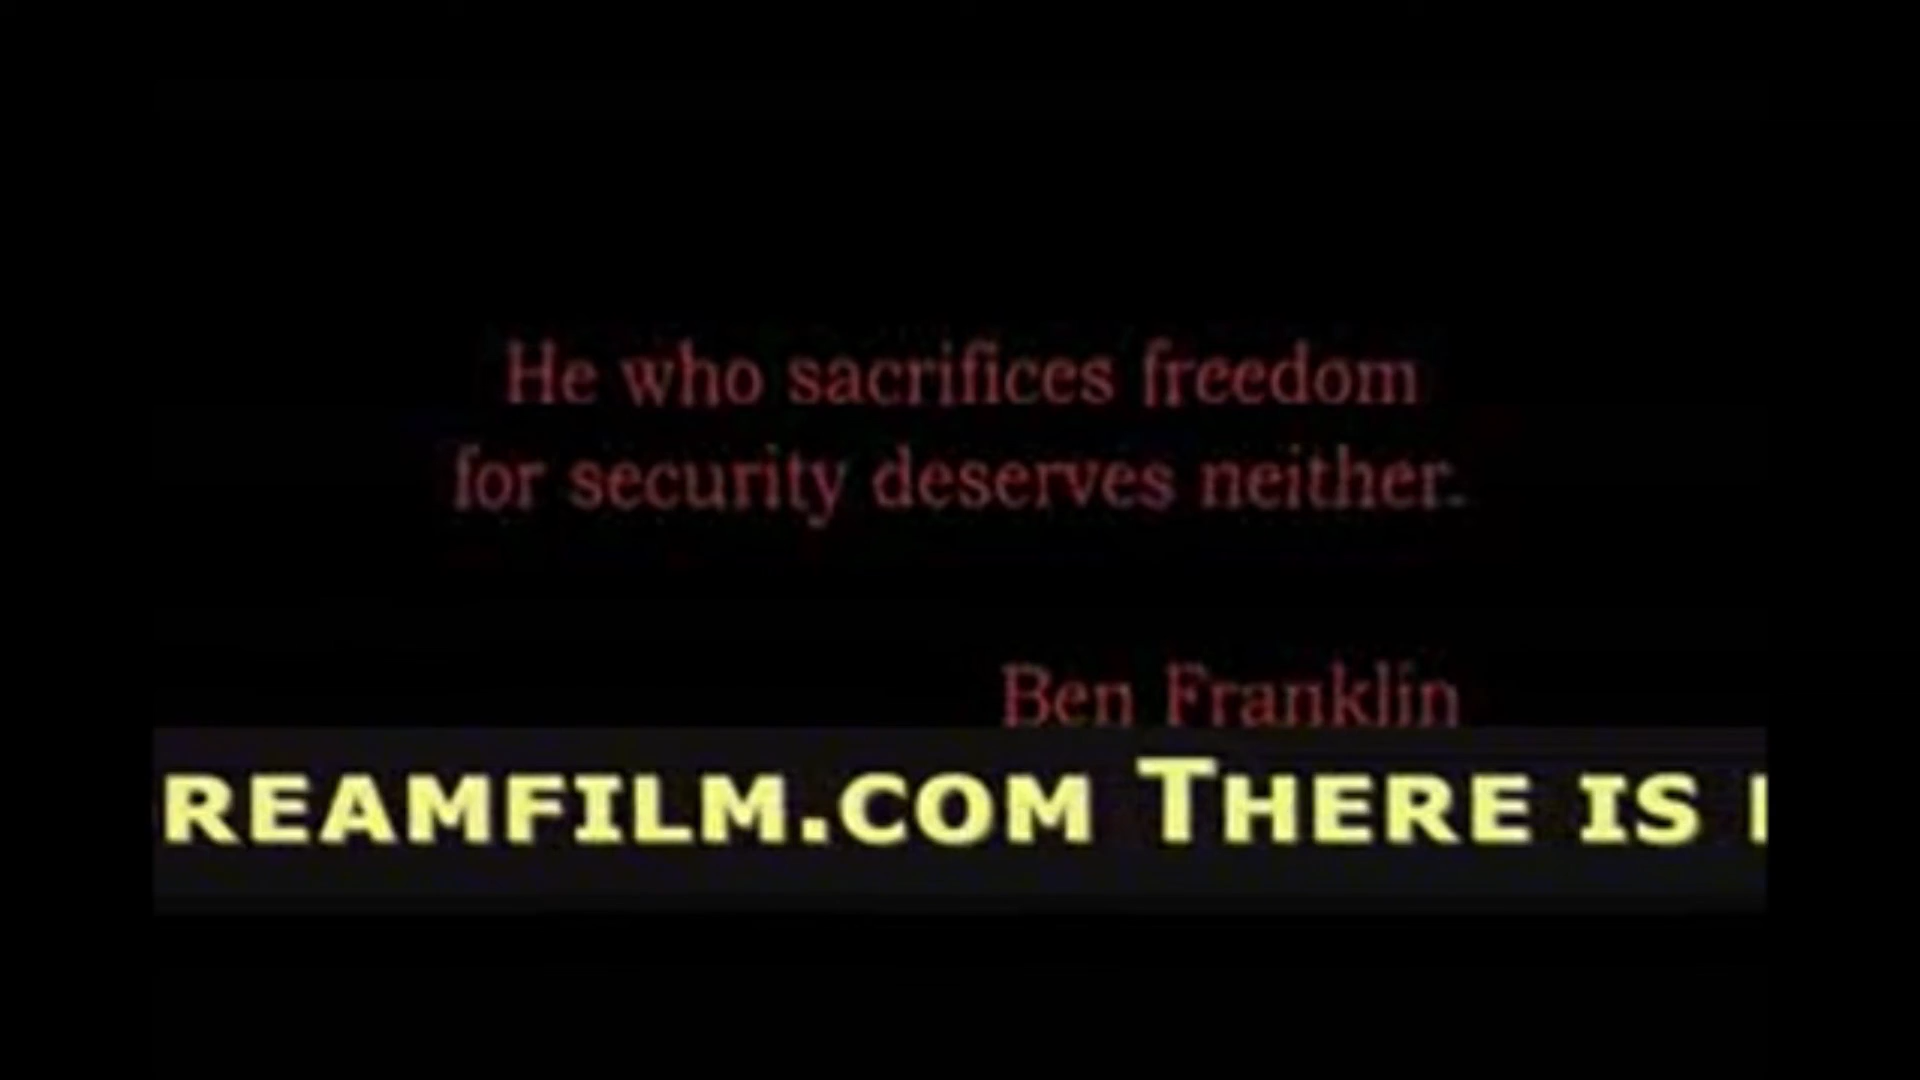 He who sacrifices freedom
for security deserves neither.
Ben Franklin
REAMFILM.COM THERE IS